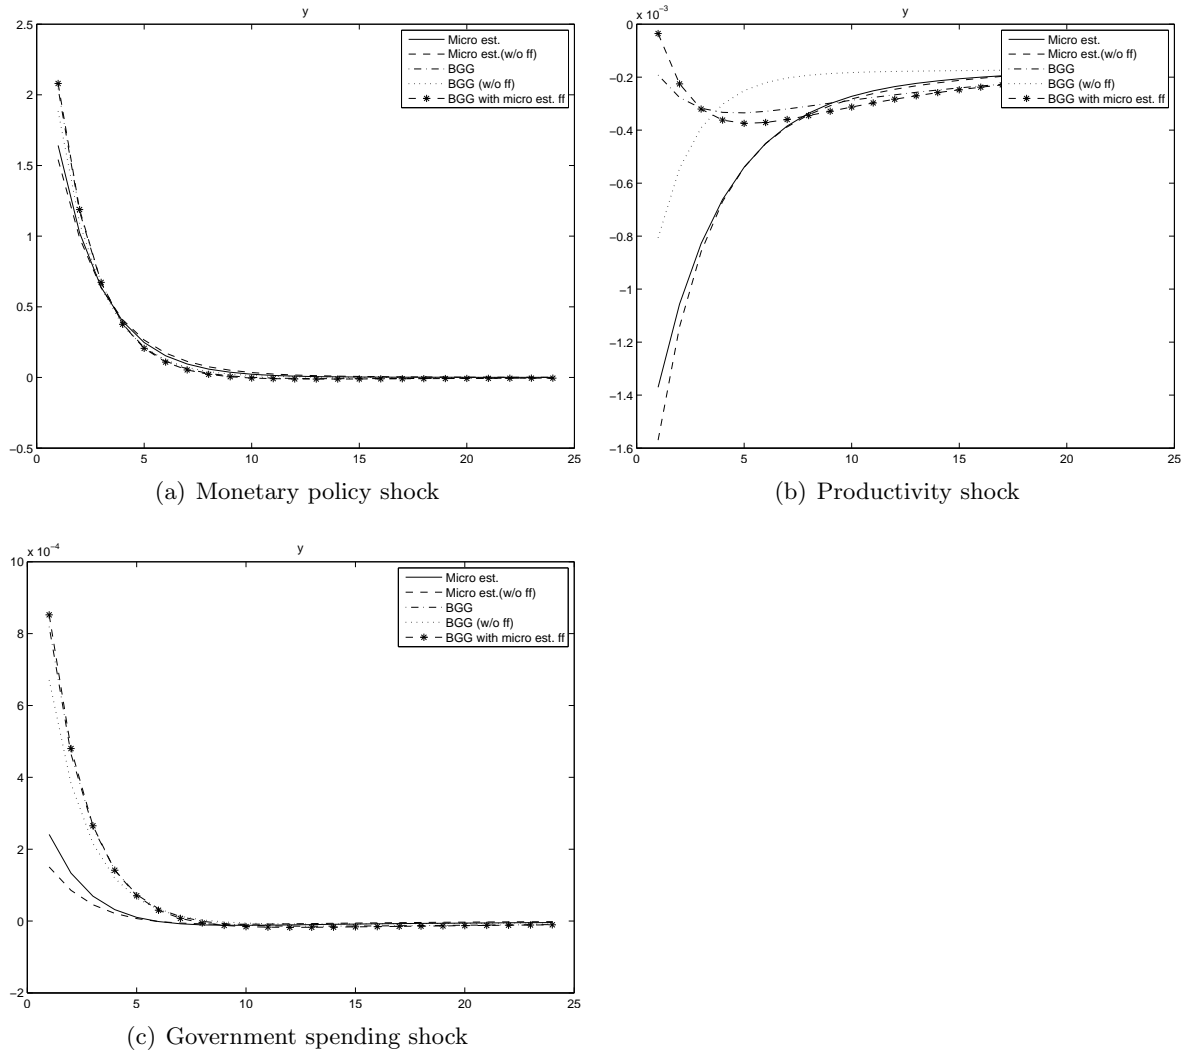 y
2.5
2
1.5
1
0.5
0
−0.5
0 5 10 15 20 25
Micro est.
Micro est.(w/o ff)
BGG
BGG (w/o ff)
BGG with micro est. ff
(a) Monetary policy shock
x 10⁻³
y
0
−0.2
−0.4
−0.6
−0.8
−1
−1.2
−1.4
−1.6
0 5 10 15 20 25
Micro est.
Micro est.(w/o ff)
BGG
BGG (w/o ff)
BGG with micro est. ff
(b) Productivity shock
x 10⁻⁴
y
10
8
6
4
2
0
−2
0 5 10 15 20 25
Micro est.
Micro est.(w/o ff)
BGG
BGG (w/o ff)
BGG with micro est. ff
(c) Government spending shock